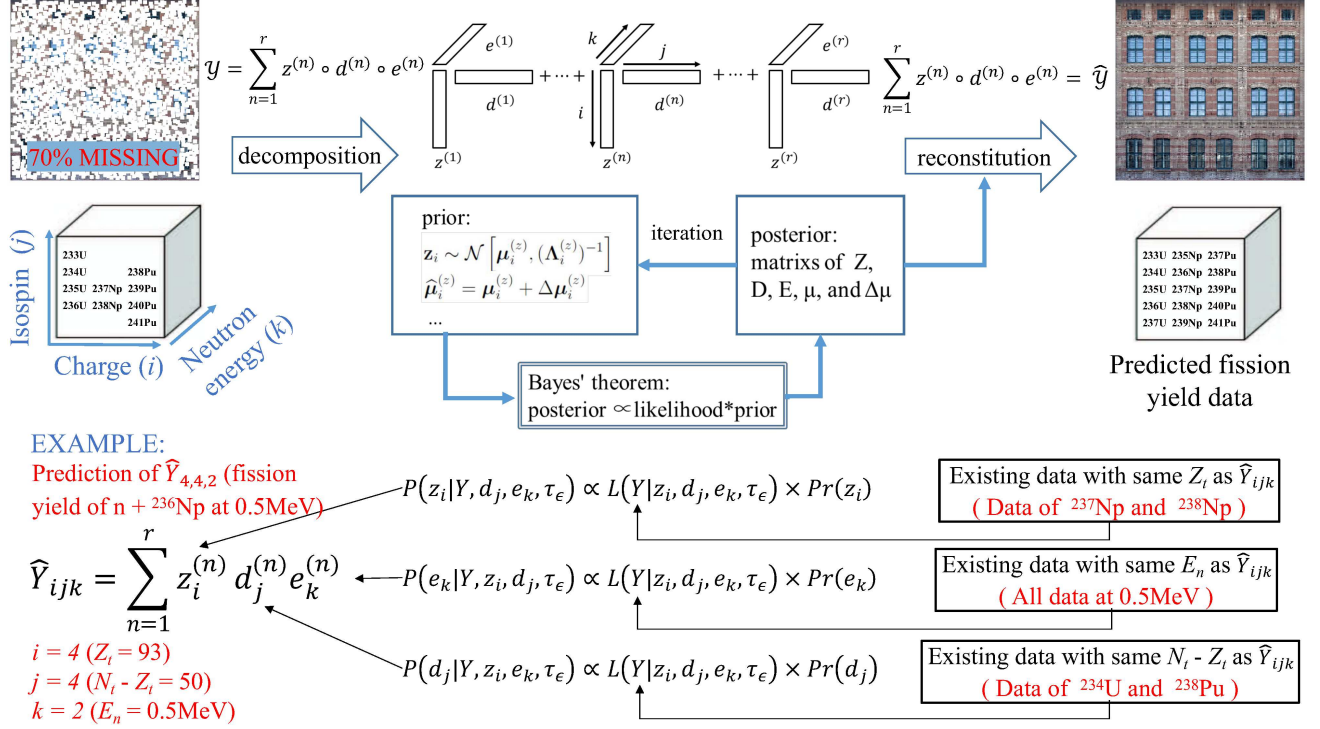 70% MISSING
𝒴 = ∑_{n=1}^{r} z^{(n)} ∘ d^{(n)} ∘ e^{(n)}
e^{(1)}
d^{(1)}
z^{(1)}
+ ⋯ +
k
j
i
d^{(n)}
z^{(n)}
+ ⋯ +
e^{(r)}
d^{(r)}
z^{(r)}
∑_{n=1}^{r} z^{(n)} ∘ d^{(n)} ∘ e^{(n)} = 𝒴̂
decomposition
reconstitution
Isospin (j)
233U
234U 238Pu
235U 237Np 239Pu
236U 238Np 240Pu
241Pu
Charge (i)
Neutron
energy (k)
prior:
z_i ∼ 𝒩 [μ_i^{(z)}, (Λ_i^{(z)})^{-1}]
μ̂_i^{(z)} = μ_i^{(z)} + Δμ_i^{(z)}
...
iteration
posterior:
matrixs of Z,
D, E, μ, and Δμ
Bayes' theorem:
posterior ∝ likelihood*prior
233U 235Np 237Pu
234U 236Np 238Pu
235U 237Np 239Pu
236U 238Np 240Pu
237U 239Np 241Pu
Predicted fission
yield data
EXAMPLE:
Prediction of Ŷ_{4,4,2} (fission
yield of n + ²³⁶Np at 0.5MeV)
Ŷ_{ijk} = ∑_{n=1}^{r} z_i^{(n)} d_j^{(n)} e_k^{(n)}
i = 4 (Z_t = 93)
j = 4 (N_t - Z_t = 50)
k = 2 (E_n = 0.5MeV)
P(z_i|Y, d_j, e_k, τ_ϵ) ∝ L(Y|z_i, d_j, e_k, τ_ϵ) × Pr(z_i)
Existing data with same Z_t as Ŷ_{ijk}
( Data of ²³⁷Np and ²³⁸Np )
P(e_k|Y, z_i, d_j, τ_ϵ) ∝ L(Y|z_i, d_j, e_k, τ_ϵ) × Pr(e_k)
Existing data with same E_n as Ŷ_{ijk}
( All data at 0.5MeV )
P(d_j|Y, z_i, e_k, τ_ϵ) ∝ L(Y|z_i, d_j, e_k, τ_ϵ) × Pr(d_j)
Existing data with same N_t - Z_t as Ŷ_{ijk}
( Data of ²³⁴U and ²³⁸Pu )